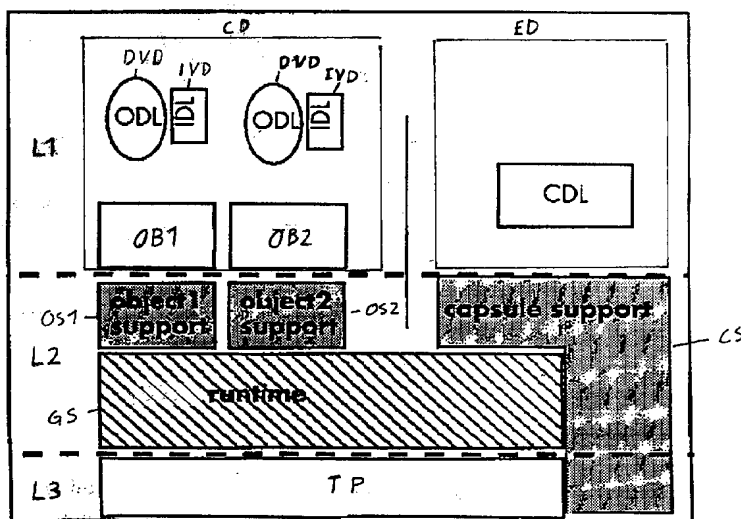 CD
ED
DVD
IVD
DVD
IVD
ODL
IDL
ODL
IDL
L1
CDL
OB1
OB2
object1
support
object2
support
capsule support
OS1
OS2
CS
L2
runtime
GS
L3
TP